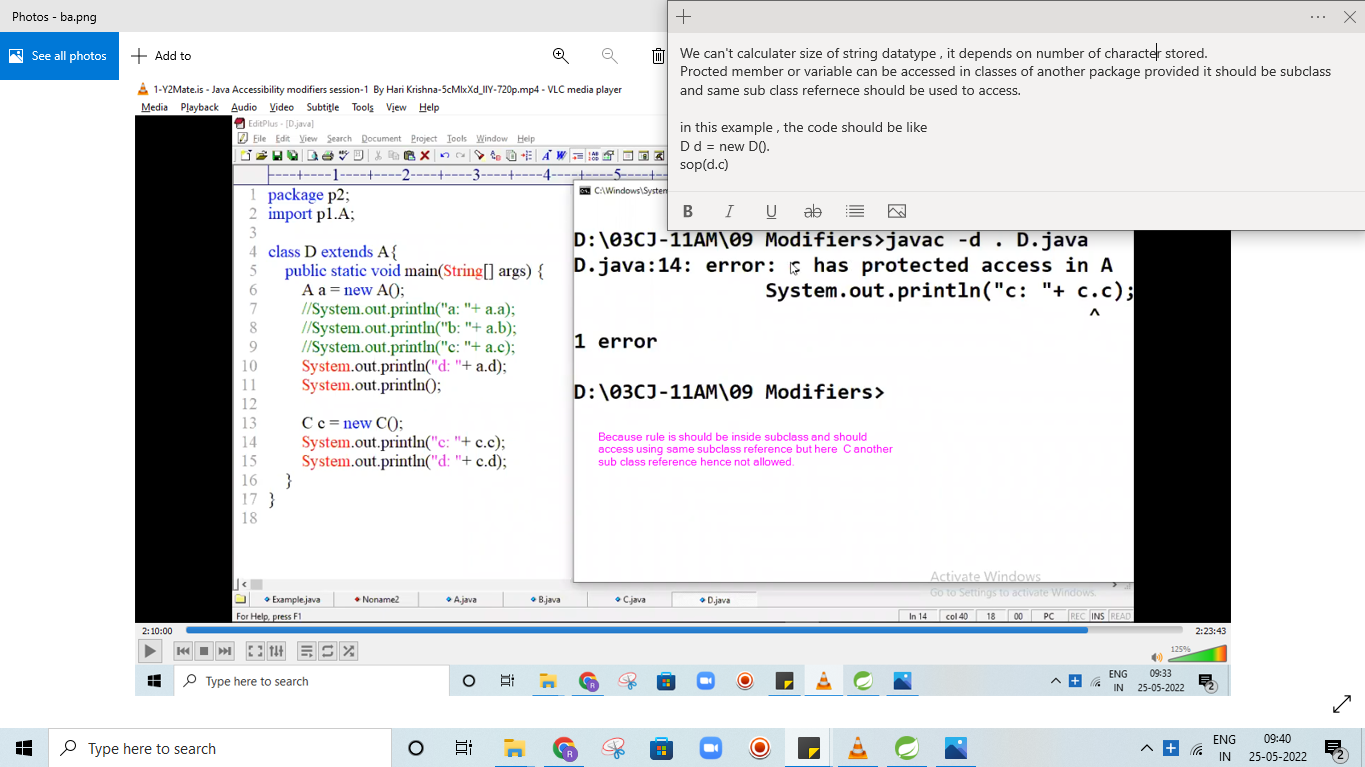 Photos - ba.png
See all photos
Add to
We can't calculater size of string datatype , it depends on number of character stored.
Procted member or variable can be accessed in classes of another package provided it should be subclass
and same sub class refernece should be used to access.
in this example , the code should be like
D d = new D().
sop(d.c)
B I U ab
1-Y2Mate.is - Java Accessibility modifiers session-1 By Hari Krishna-5cMlxXd_llY-720p.mp4 - VLC media player
Media Playback Audio Video Subtitle Tools View Help
EditPlus - [D.java]
File Edit View Search Document Project Tools Window Help
----+----1----+----2----+----3----+----4----+----5----
1 package p2;
2 import p1.A;
3
4 class D extends A{
5 public static void main(String[] args) {
6 A a = new A();
7 //System.out.println("a: "+ a.a);
8 //System.out.println("b: "+ a.b);
9 //System.out.println("c: "+ a.c);
10 System.out.println("d: "+ a.d);
11 System.out.println();
12
13 C c = new C();
14 System.out.println("c: "+ c.c);
15 System.out.println("d: "+ c.d);
16 }
17 }
18
C:\Windows\System
D:\03CJ-11AM\09 Modifiers>javac -d . D.java
D.java:14: error: c has protected access in A
System.out.println("c: "+ c.c);
^
1 error
D:\03CJ-11AM\09 Modifiers>
Because rule is should be inside subclass and should
access using same subclass reference but here C another
sub class reference hence not allowed.
Activate Windows
Go to Settings to activate Windows.
Example.java Noname2 A.java B.java C.java D.java
For Help, press F1 ln 14 col 40 18 00 PC REC INS READ
2:10:00 2:23:43
125%
Type here to search
ENG
IN
09:33
25-05-2022
2
Type here to search
ENG
IN
09:40
25-05-2022
2